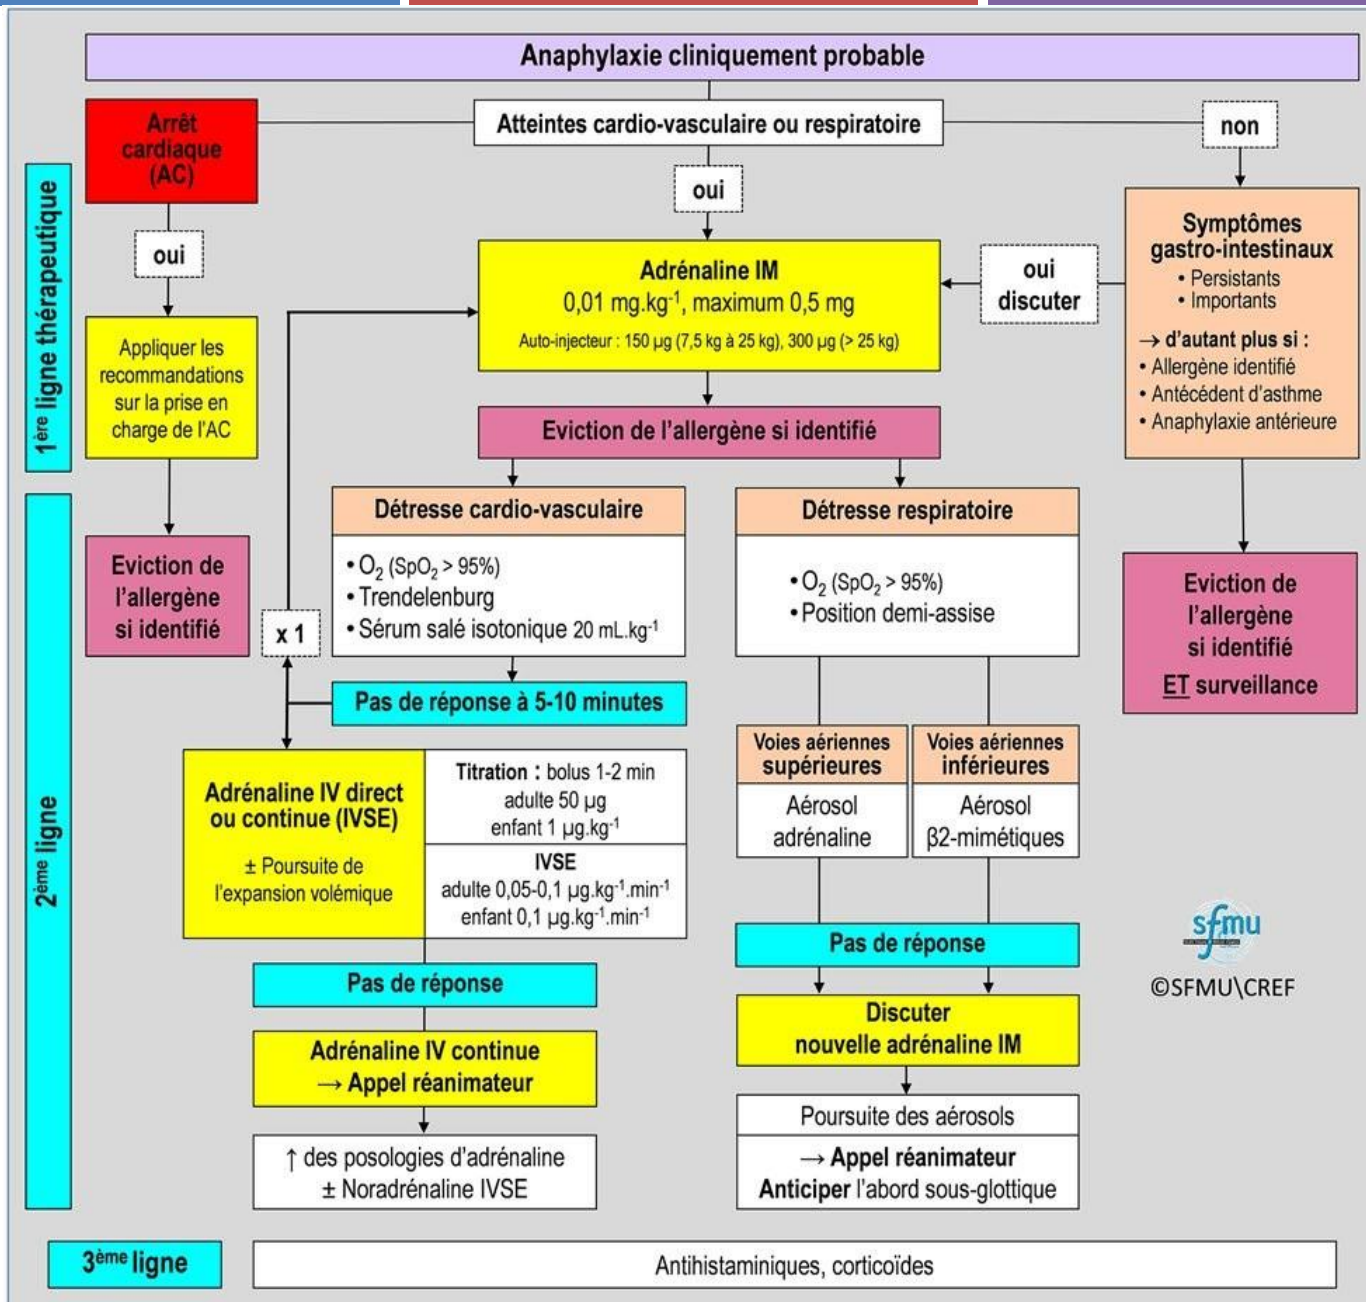 Anaphylaxie cliniquement probable
Arrêt
cardiaque
(AC)
Atteintes cardio-vasculaire ou respiratoire
non
oui
oui
1ère ligne thérapeutique
Symptômes
gastro-intestinaux
• Persistants
• Importants
→ d'autant plus si :
• Allergène identifié
• Antécédent d'asthme
• Anaphylaxie antérieure
oui
discuter
Adrénaline IM
0,01 mg.kg⁻¹, maximum 0,5 mg
Auto-injecteur : 150 µg (7,5 kg à 25 kg), 300 µg (> 25 kg)
Appliquer les
recommandations
sur la prise en
charge de l'AC
Eviction de l'allergène si identifié
2ème ligne
Eviction de
l'allergène
si identifié
x 1
Détresse cardio-vasculaire
• O₂ (SpO₂ > 95%)
• Trendelenburg
• Sérum salé isotonique 20 mL.kg⁻¹
Pas de réponse à 5-10 minutes
Adrénaline IV direct
ou continue (IVSE)
± Poursuite de
l'expansion volémique
Titration : bolus 1-2 min
adulte 50 µg
enfant 1 µg.kg⁻¹
IVSE
adulte 0,05-0,1 µg.kg⁻¹.min⁻¹
enfant 0,1 µg.kg⁻¹.min⁻¹
Pas de réponse
Adrénaline IV continue
→ Appel réanimateur
↑ des posologies d'adrénaline
± Noradrénaline IVSE
Détresse respiratoire
• O₂ (SpO₂ > 95%)
• Position demi-assise
Voies aériennes
supérieures
Aérosol
adrénaline
Voies aériennes
inférieures
Aérosol
β2-mimétiques
Pas de réponse
Discuter
nouvelle adrénaline IM
Poursuite des aérosols
→ Appel réanimateur
Anticiper l'abord sous-glottique
Eviction de
l'allergène
si identifié
ET surveillance
sfmu
©SFMU\CREF
3ème ligne
Antihistaminiques, corticoïdes